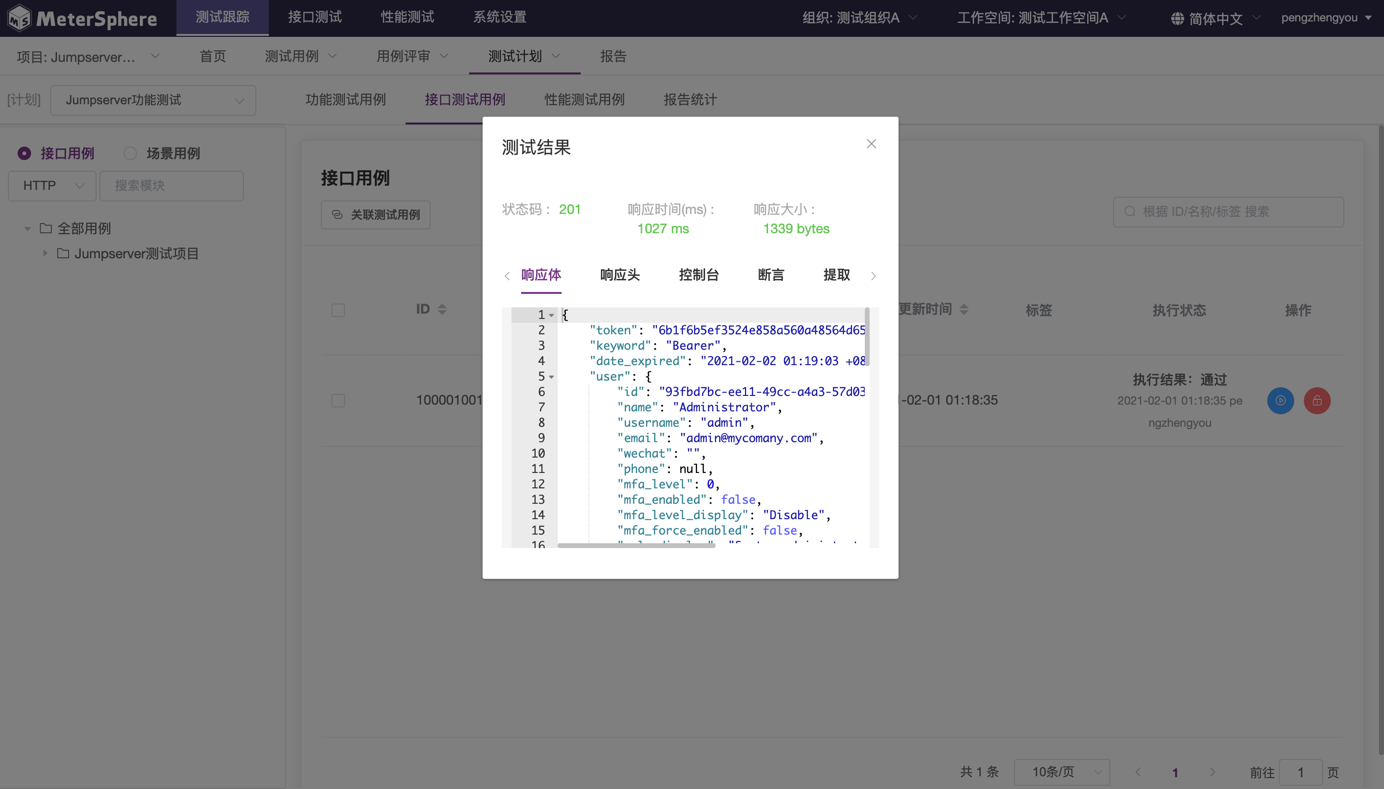 MeterSphere 测试跟踪 接口测试 性能测试 系统设置 组织: 测试组织A 工作空间: 测试工作空间A 简体中文 pengzhengyou
项目: Jumpserver... 首页 测试用例 用例评审 测试计划 报告
[计划] Jumpserver功能测试 功能测试用例 接口测试用例 性能测试用例 报告统计
接口用例 场景用例
HTTP 搜索模块
全部用例
Jumpserver测试项目
接口用例
关联测试用例
根据 ID/名称/标签 搜索
ID 更新时间 标签 执行状态 操作
100001001 -02-01 01:18:35
执行结果: 通过
2021-02-01 01:18:35 pe
ngzhengyou
测试结果
状态码 : 201
响应时间(ms) :
1027 ms
响应大小 :
1339 bytes
响应体 响应头 控制台 断言 提取
1 {
2 "token": "6b1f6b5ef3524e858a560a48564d65
3 "keyword": "Bearer",
4 "date_expired": "2021-02-02 01:19:03 +08
5 "user": {
6 "id": "93fbd7bc-ee11-49cc-a4a3-57d03
7 "name": "Administrator",
8 "username": "admin",
9 "email": "admin@mycomany.com",
10 "wechat": "",
11 "phone": null,
12 "mfa_level": 0,
13 "mfa_enabled": false,
14 "mfa_level_display": "Disable",
15 "mfa_force_enabled": false,
16
共 1 条 10条/页 1 前往 1 页